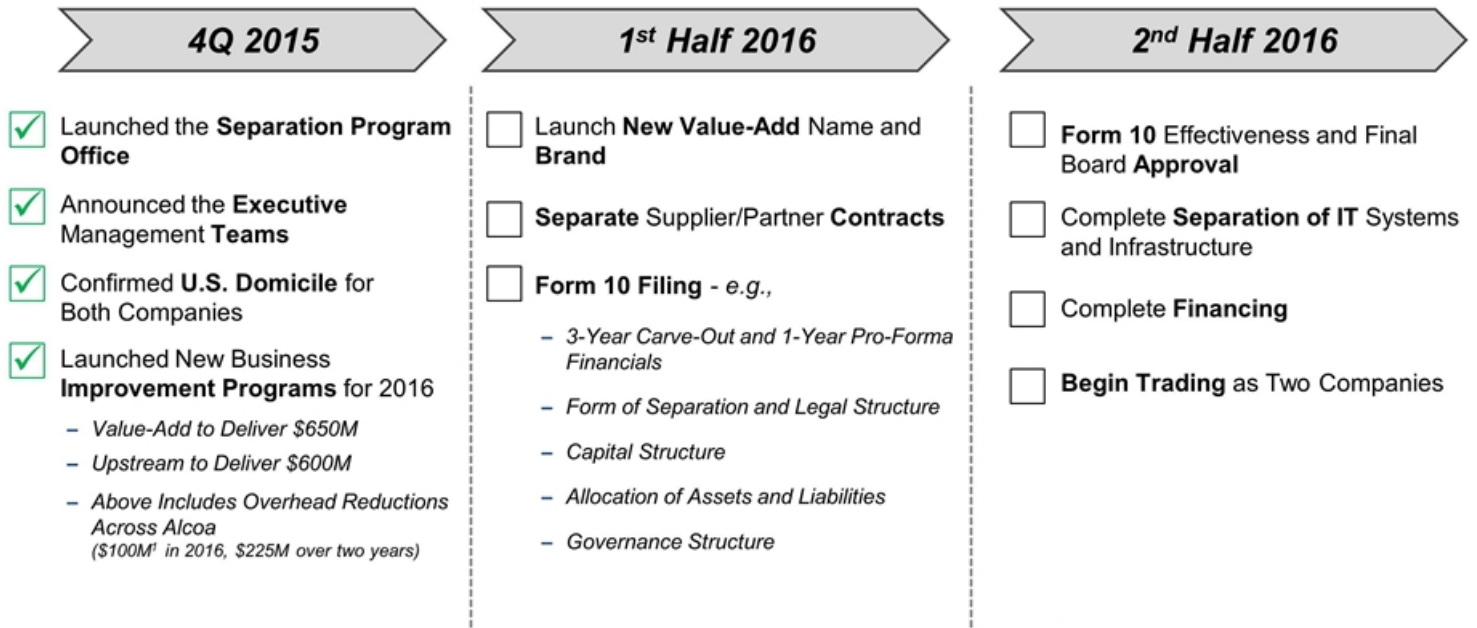 4Q 2015
Launched the Separation Program
Office
Announced the Executive
Management Teams
Confirmed U.S. Domicile for
Both Companies
Launched New Business
Improvement Programs for 2016
– Value-Add to Deliver $650M
– Upstream to Deliver $600M
– Above Includes Overhead Reductions
Across Alcoa
($100M¹ in 2016, $225M over two years)
1st Half 2016
Launch New Value-Add Name and
Brand
Separate Supplier/Partner Contracts
Form 10 Filing - e.g.,
– 3-Year Carve-Out and 1-Year Pro-Forma
Financials
– Form of Separation and Legal Structure
– Capital Structure
– Allocation of Assets and Liabilities
– Governance Structure
2nd Half 2016
Form 10 Effectiveness and Final
Board Approval
Complete Separation of IT Systems
and Infrastructure
Complete Financing
Begin Trading as Two Companies